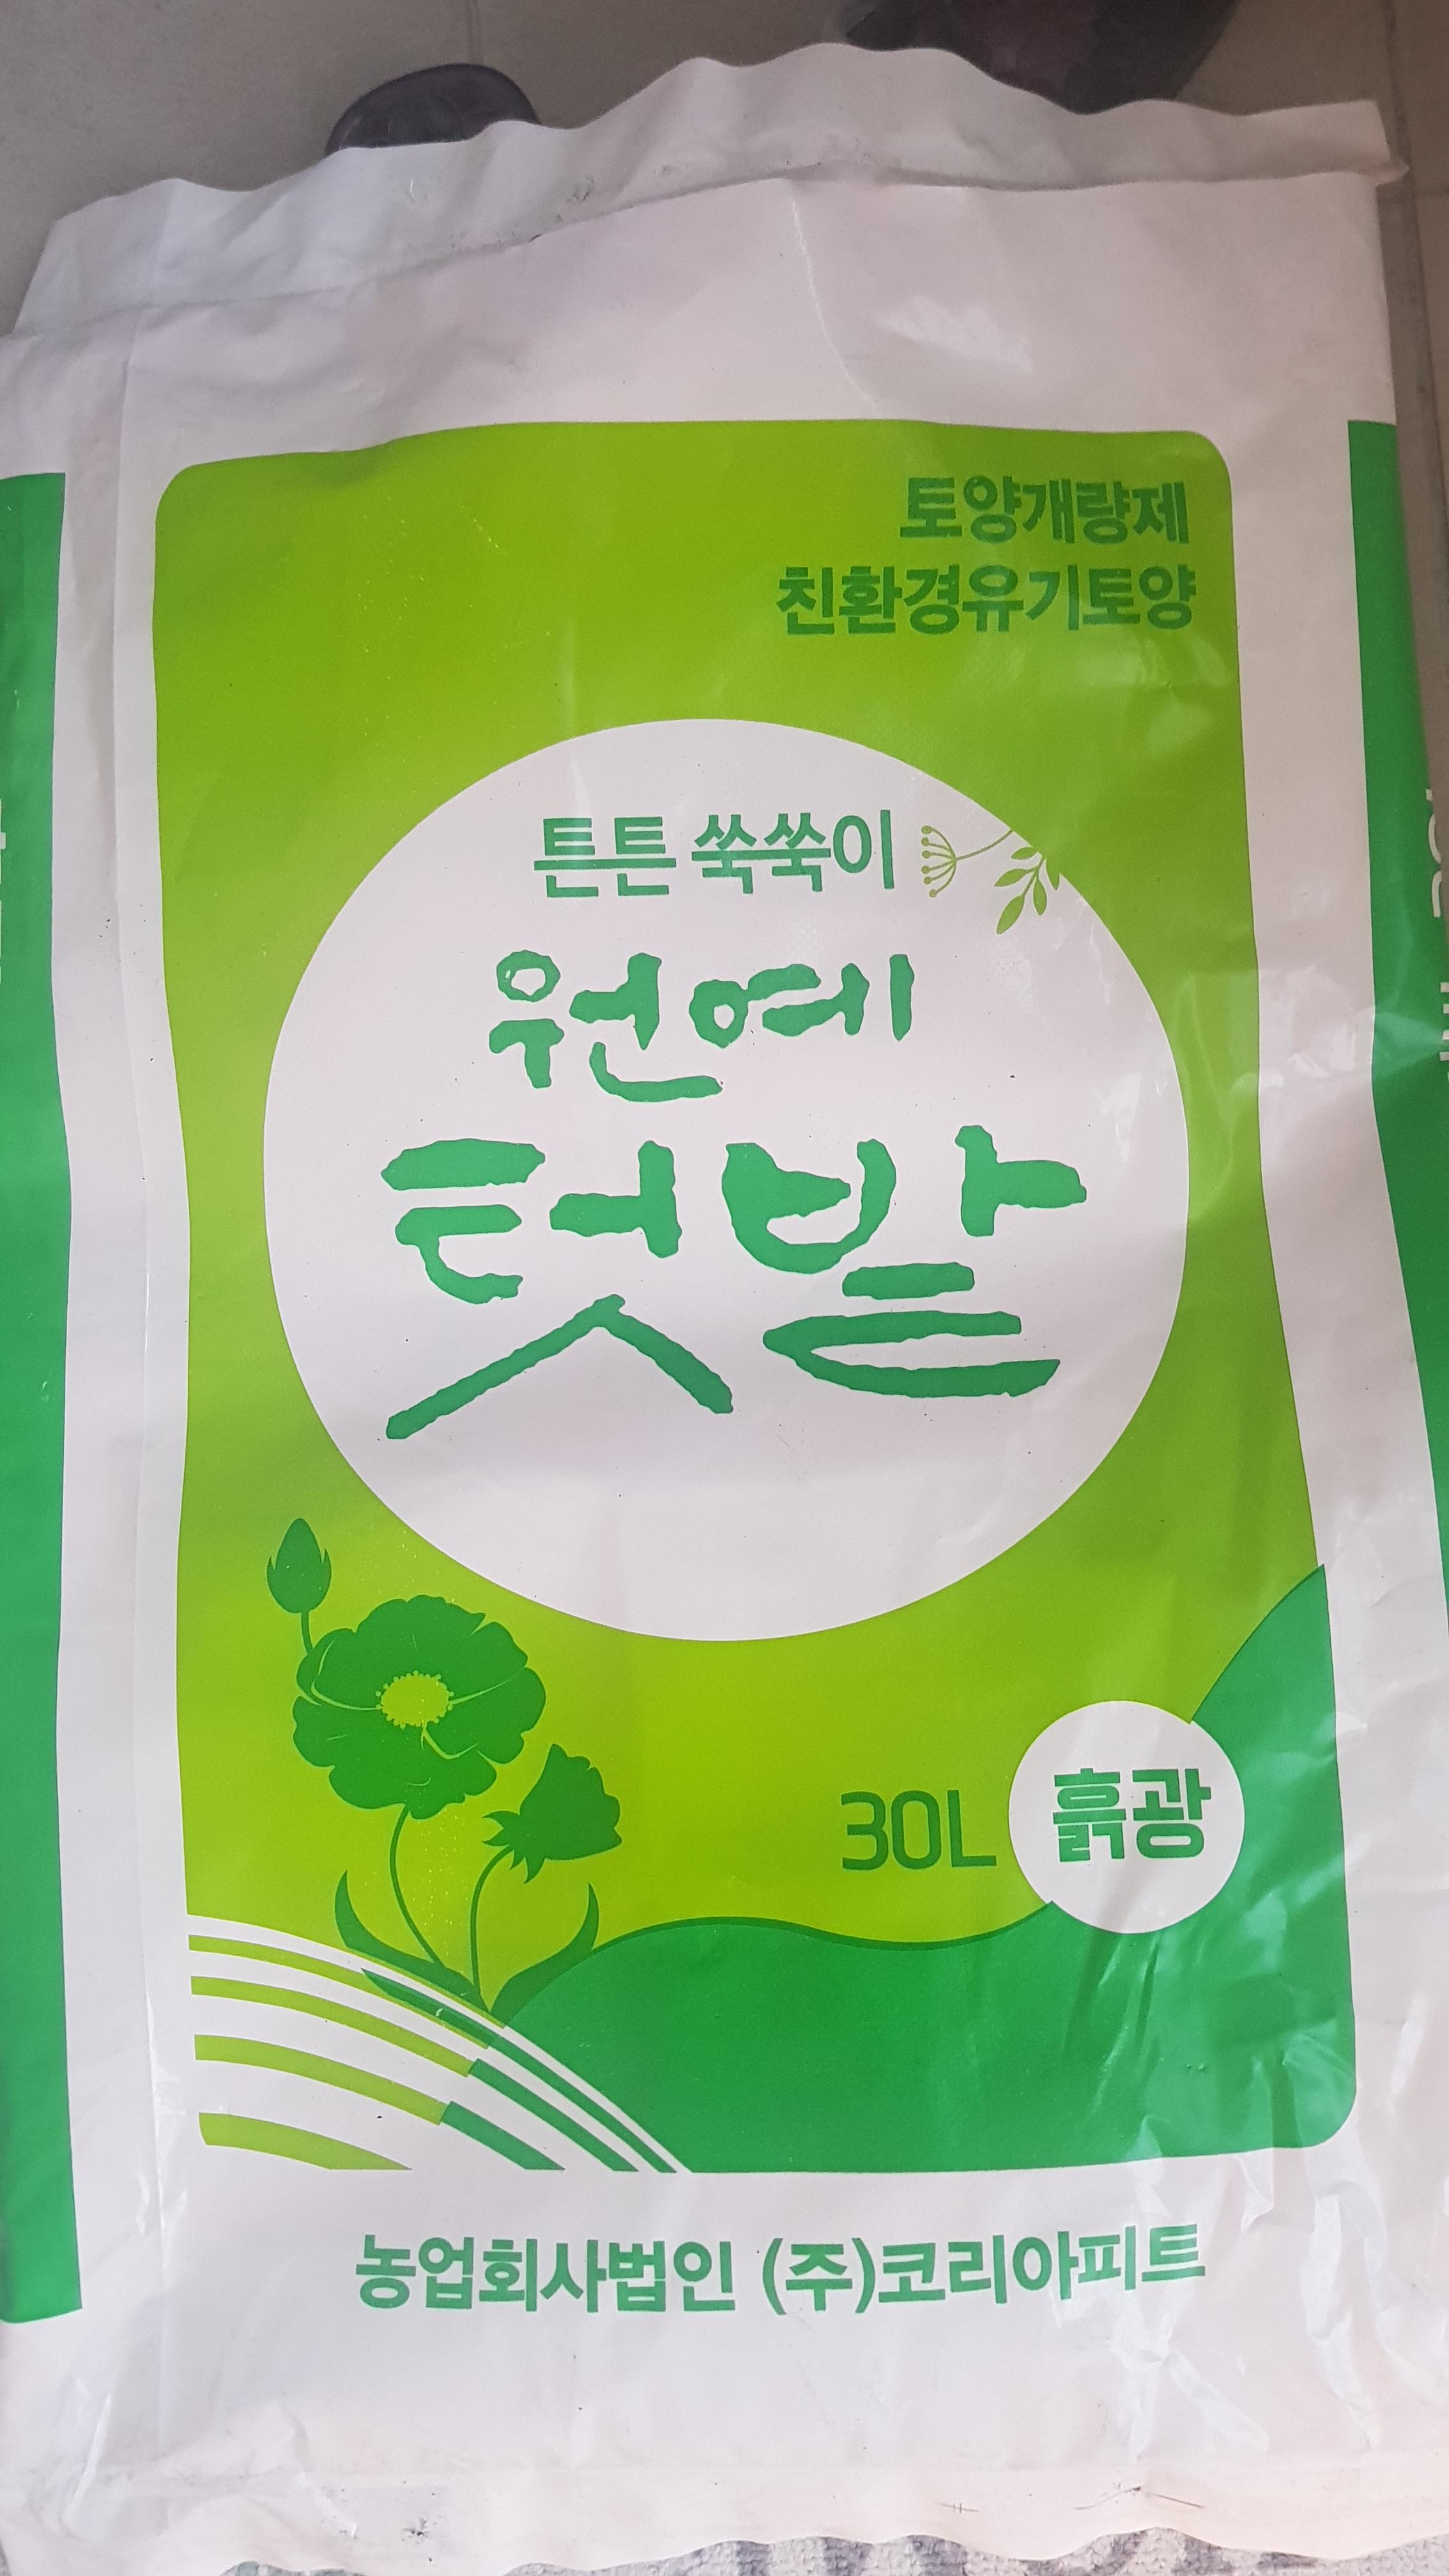 토양개량제
친환경유기토양
튼튼 쑥쑥이
원예
텃밭
30L
흙광
농업회사법인 (주)코리아피트